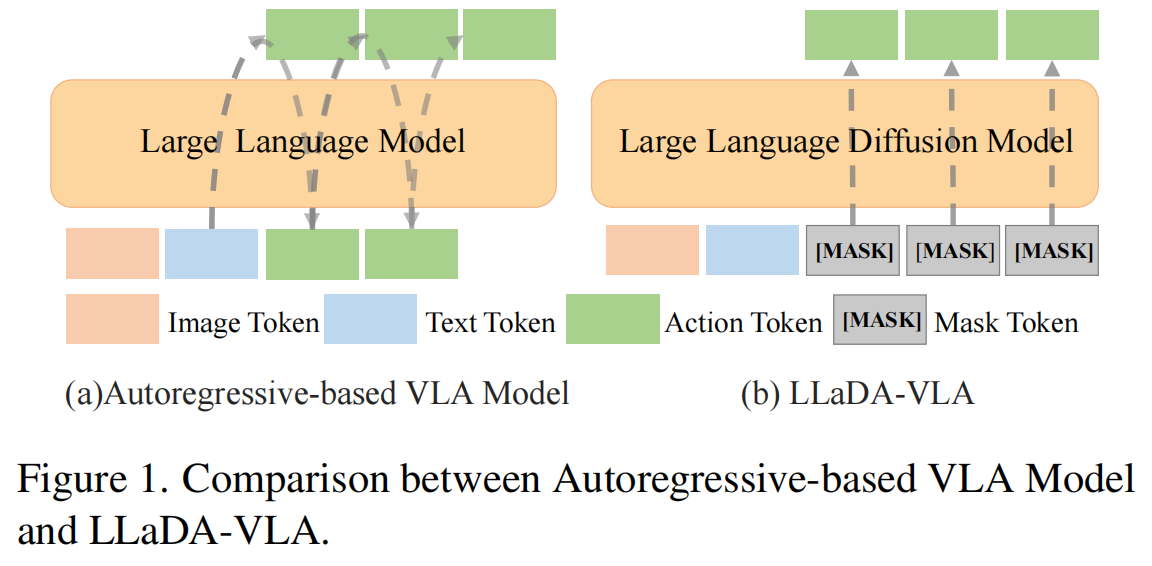 Large Language Model
Large Language Diffusion Model
[MASK] [MASK] [MASK]
Image Token Text Token Action Token [MASK] Mask Token
(a)Autoregressive-based VLA Model
(b) LLaDA-VLA
Figure 1. Comparison between Autoregressive-based VLA Model
and LLaDA-VLA.